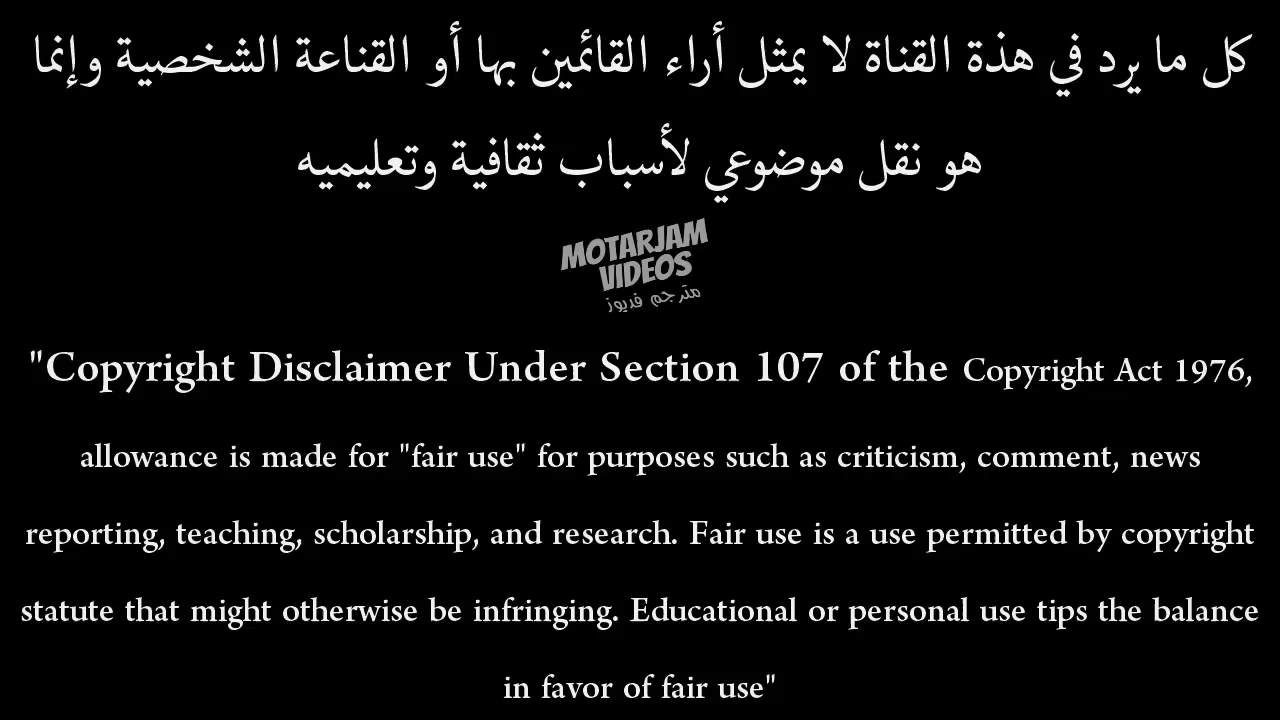 كل ما يرد في هذة القناة لا يمثل أراء القائمين بها أو القناعة الشخصية وإنما
هو نقل موضوعي لأسباب ثقافية وتعليميه
MOTARJAM
VIDEOS
مترجم فديوز
"Copyright Disclaimer Under Section 107 of the Copyright Act 1976,
allowance is made for "fair use" for purposes such as criticism, comment, news
reporting, teaching, scholarship, and research. Fair use is a use permitted by copyright
statute that might otherwise be infringing. Educational or personal use tips the balance
in favor of fair use"